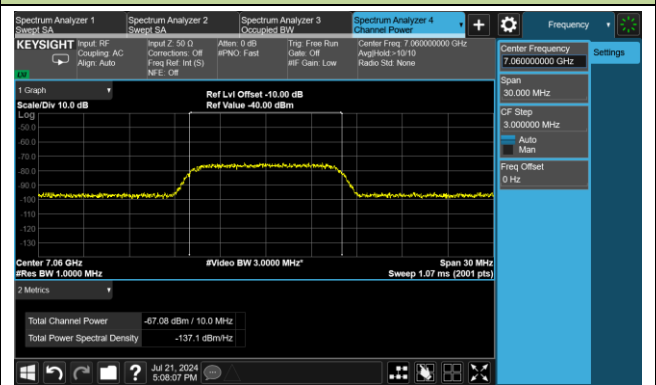 Spectrum Analyzer 1
Swept SA
Spectrum Analyzer 2
Swept SA
Spectrum Analyzer 3
Occupied BW
Spectrum Analyzer 4
Channel Power
Frequency
KEYSIGHT
Input: RF
Coupling: AC
Align: Auto
Input Z: 50 Ω
Corrections: Off
Freq Ref: Int (S)
NFE: Off
Atten: 0 dB
#PNO: Fast
Trig: Free Run
Gate: Off
#IF Gain: Low
Center Freq: 7.060000000 GHz
Avg|Hold:>10/10
Radio Std: None
Center Frequency
7.060000000 GHz
Settings
Span
30.000 MHz
CF Step
3.000000 MHz
Auto
Man
Freq Offset
0 Hz
1 Graph
Scale/Div 10.0 dB
Ref Lvl Offset -10.00 dB
Ref Value -40.00 dBm
Log
-50.0
-60.0
-70.0
-80.0
-90.0
-100
-110
-120
-130
Center 7.06 GHz
#Res BW 1.0000 MHz
#Video BW 3.0000 MHz*
Span 30 MHz
Sweep 1.07 ms (2001 pts)
2 Metrics
Total Channel Power
-67.08 dBm / 10.0 MHz
Total Power Spectral Density
-137.1 dBm/Hz
Jul 21, 2024
5:08:07 PM